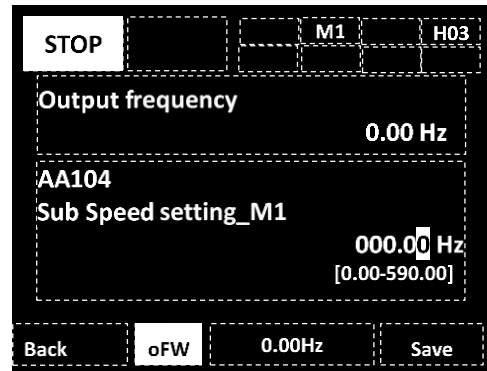 STOP M1 H03
Output frequency
0.00 Hz
AA104
Sub Speed setting_M1
000.00 Hz
[0.00-590.00]
Back oFW 0.00Hz Save